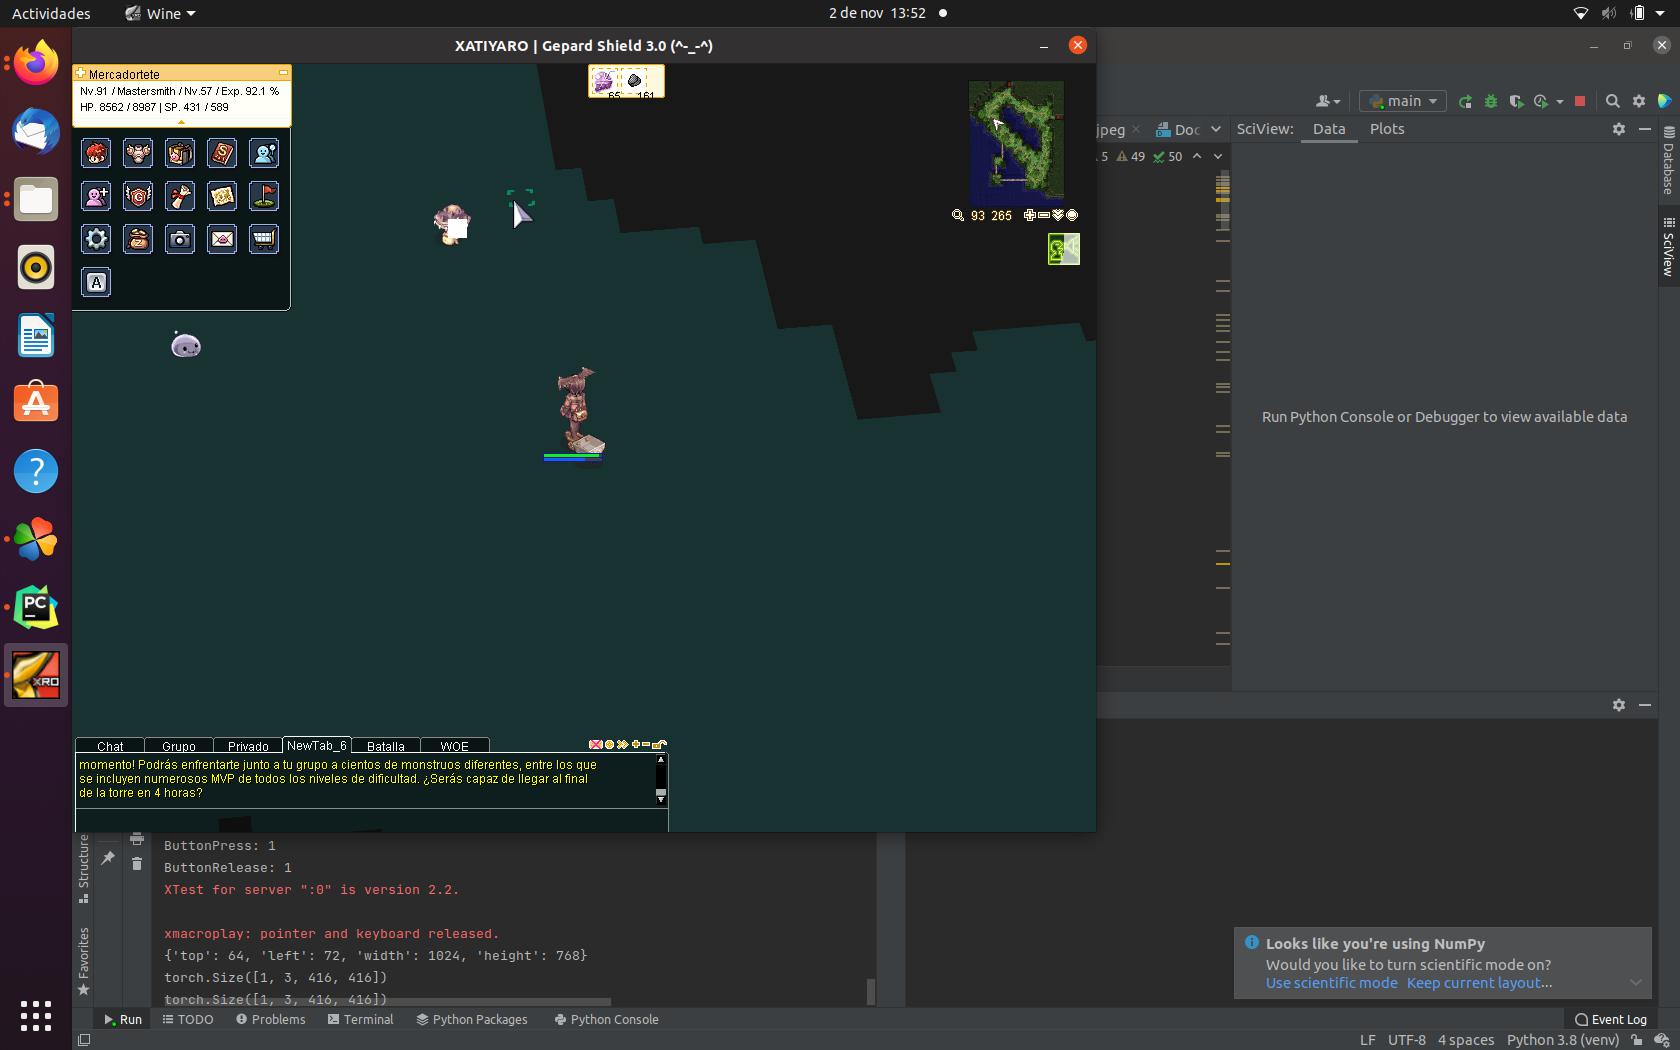 Actividades
Wine
2 de nov 13:52
XATIYARO | Gepard Shield 3.0 (^-_-^)
Mercadortete
Nv.91 / Mastersmith / Nv.57 / Exp. 92.1 %
HP. 8562 / 8987 | SP. 431 / 589
A
65 161
93 265
main
jpeg
Doc
SciView: Data Plots
5 49 50
Database
SciView
Run Python Console or Debugger to view available data
PC
XRO
Chat Grupo Privado NewTab_6 Batalla WOE
momento! Podrás enfrentarte junto a tu grupo a cientos de monstruos diferentes, entre los que
se incluyen numerosos MVP de todos los niveles de dificultad. ¿Serás capaz de llegar al final
de la torre en 4 horas?
Structure
Favorites
ButtonPress: 1
ButtonRelease: 1
XTest for server ":0" is version 2.2.
xmacroplay: pointer and keyboard released.
{'top': 64, 'left': 72, 'width': 1024, 'height': 768}
torch.Size([1, 3, 416, 416])
torch.Size([1, 3, 416, 416])
Looks like you're using NumPy
Would you like to turn scientific mode on?
Use scientific mode Keep current layout...
Run TODO Problems Terminal Python Packages Python Console
Event Log
LF UTF-8 4 spaces Python 3.8 (venv)